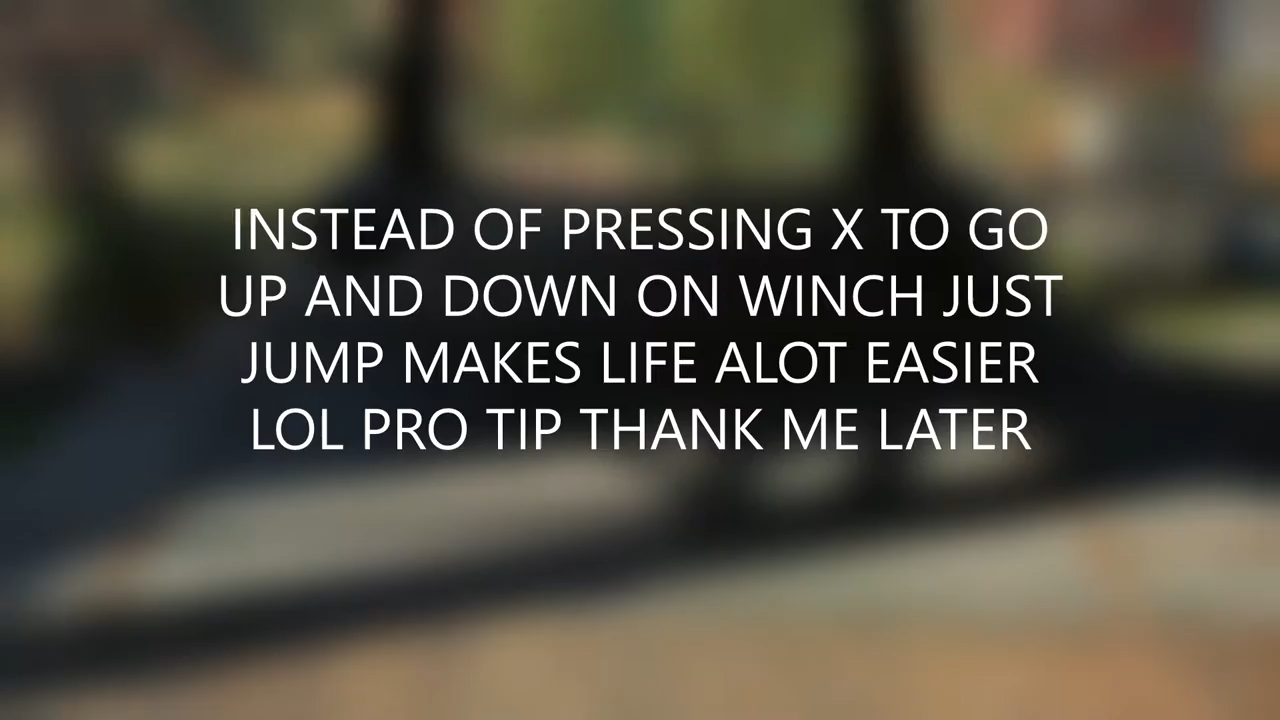 INSTEAD OF PRESSING X TO GO
UP AND DOWN ON WINCH JUST
JUMP MAKES LIFE ALOT EASIER
LOL PRO TIP THANK ME LATER